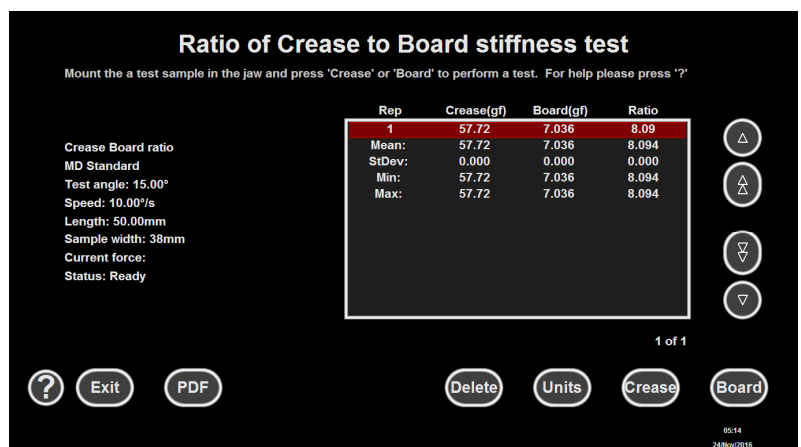 Ratio of Crease to Board stiffness test
Mount the a test sample in the jaw and press 'Crease' or 'Board' to perform a test. For help please press '?'
Rep Crease(gf) Board(gf) Ratio
1 57.72 7.036 8.09
Mean: 57.72 7.036 8.094
StDev: 0.000 0.000 0.000
Min: 57.72 7.036 8.094
Max: 57.72 7.036 8.094
Crease Board ratio
MD Standard
Test angle: 15.00°
Speed: 10.00°/s
Length: 50.00mm
Sample width: 38mm
Current force:
Status: Ready
1 of 1
? Exit PDF Delete Units Crease Board
05:14
24/Nov/2016